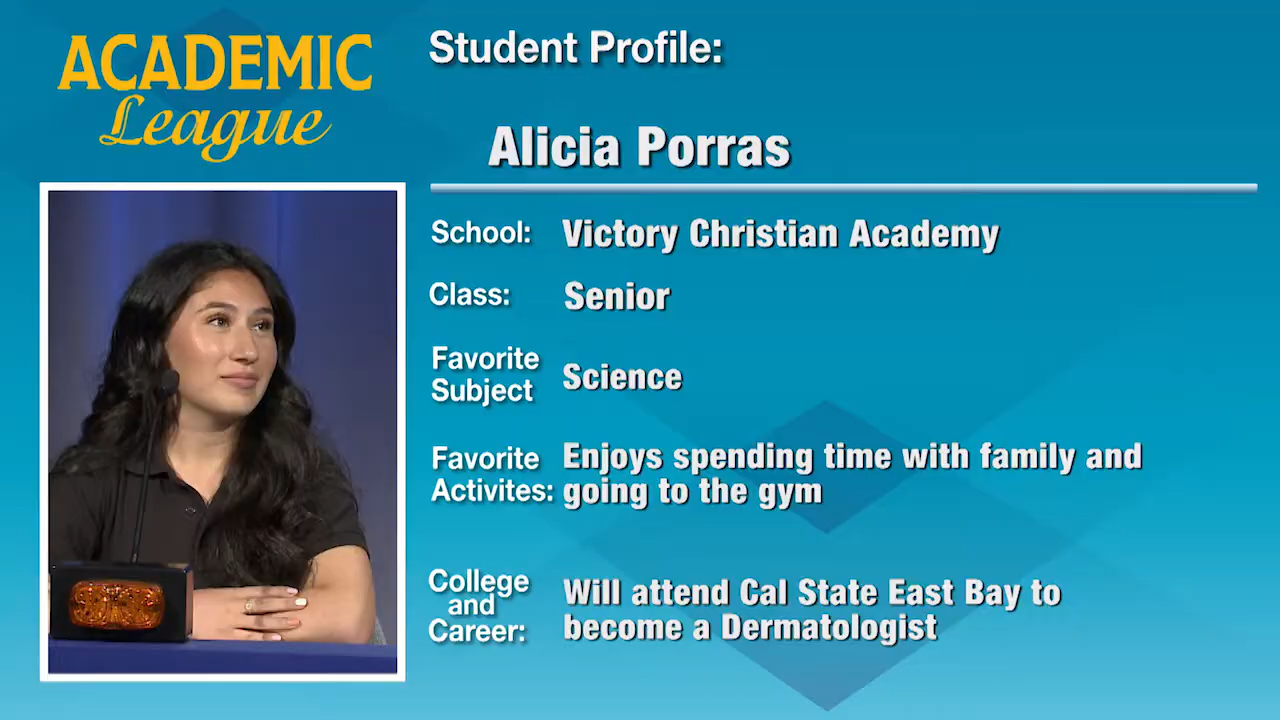 ACADEMIC
League
Student Profile:
Alicia Porras
School: Victory Christian Academy
Class: Senior
Favorite
Subject
Science
Favorite
Activites:
Enjoys spending time with family and
going to the gym
College
and
Career:
Will attend Cal State East Bay to
become a Dermatologist